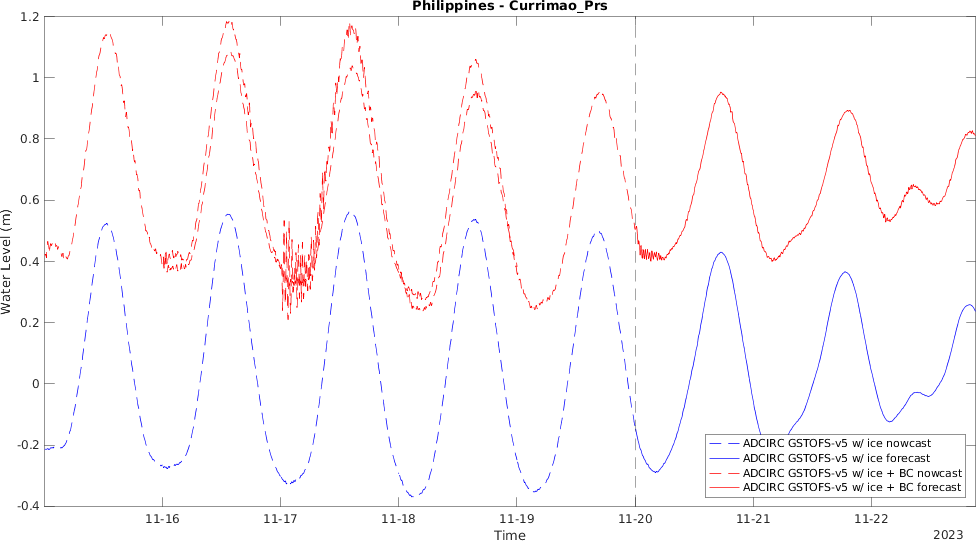 Philippines - Currimao_Prs
1.2
1
0.8
0.6
0.4
0.2
0
-0.2
-0.4
Water Level (m)
ADCIRC GSTOFS-v5 w/ ice nowcast
ADCIRC GSTOFS-v5 w/ ice forecast
ADCIRC GSTOFS-v5 w/ ice + BC nowcast
ADCIRC GSTOFS-v5 w/ ice + BC forecast
11-16 11-17 11-18 11-19 11-20 11-21 11-22
Time
2023